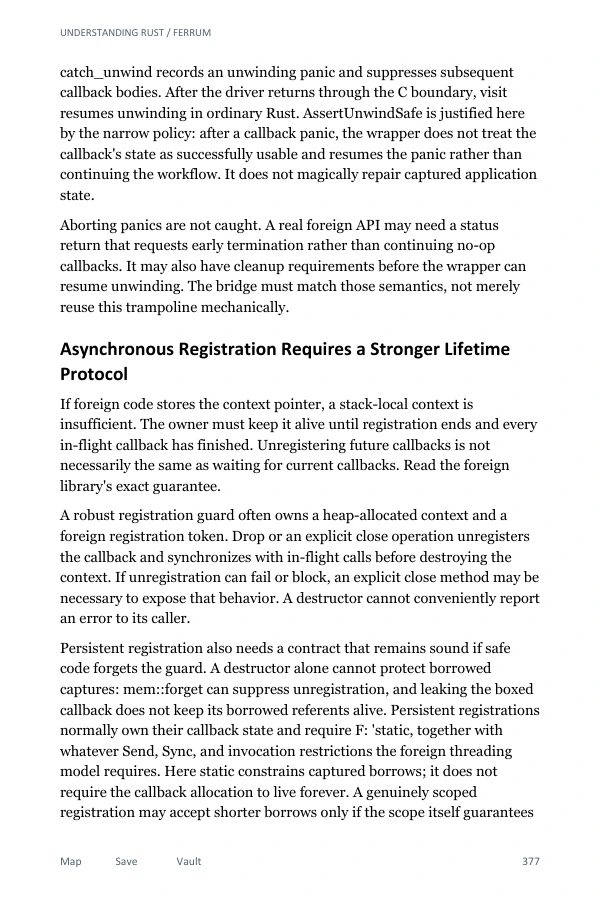 UNDERSTANDING RUST / FERRUM
catch_unwind records an unwinding panic and suppresses subsequent
callback bodies. After the driver returns through the C boundary, visit
resumes unwinding in ordinary Rust. AssertUnwindSafe is justified here
by the narrow policy: after a callback panic, the wrapper does not treat the
callback's state as successfully usable and resumes the panic rather than
continuing the workflow. It does not magically repair captured application
state.
Aborting panics are not caught. A real foreign API may need a status
return that requests early termination rather than continuing no-op
callbacks. It may also have cleanup requirements before the wrapper can
resume unwinding. The bridge must match those semantics, not merely
reuse this trampoline mechanically.
Asynchronous Registration Requires a Stronger Lifetime
Protocol
If foreign code stores the context pointer, a stack-local context is
insufficient. The owner must keep it alive until registration ends and every
in-flight callback has finished. Unregistering future callbacks is not
necessarily the same as waiting for current callbacks. Read the foreign
library's exact guarantee.
A robust registration guard often owns a heap-allocated context and a
foreign registration token. Drop or an explicit close operation unregisters
the callback and synchronizes with in-flight calls before destroying the
context. If unregistration can fail or block, an explicit close method may be
necessary to expose that behavior. A destructor cannot conveniently report
an error to its caller.
Persistent registration also needs a contract that remains sound if safe
code forgets the guard. A destructor alone cannot protect borrowed
captures: mem::forget can suppress unregistration, and leaking the boxed
callback does not keep its borrowed referents alive. Persistent registrations
normally own their callback state and require F: 'static, together with
whatever Send, Sync, and invocation restrictions the foreign threading
model requires. Here static constrains captured borrows; it does not
require the callback allocation to live forever. A genuinely scoped
registration may accept shorter borrows only if the scope itself guarantees
Map Save Vault 377